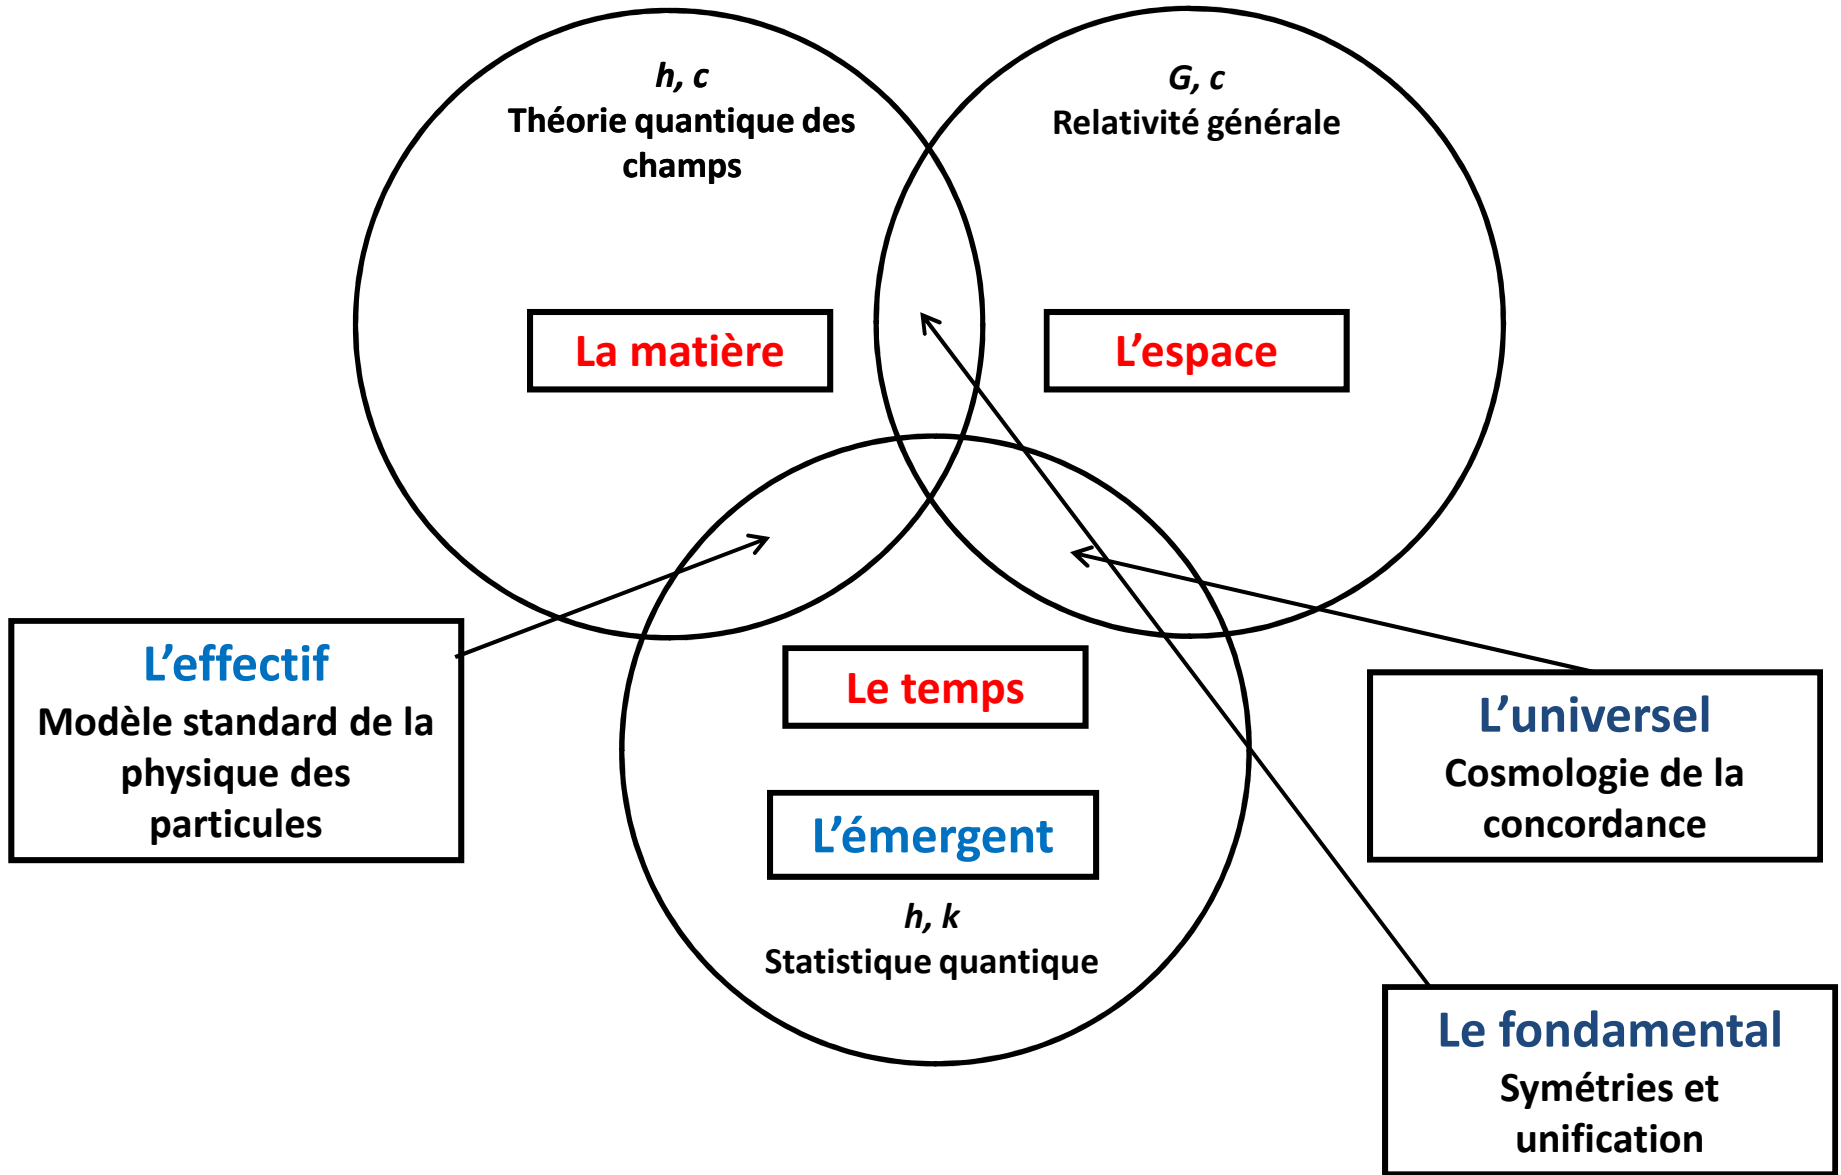 h, c
Théorie quantique des
champs
G, c
Relativité générale
La matière
L’espace
L’effectif
Modèle standard de la
physique des
particules
Le temps
L’émergent
h, k
Statistique quantique
L’universel
Cosmologie de la
concordance
Le fondamental
Symétries et
unification